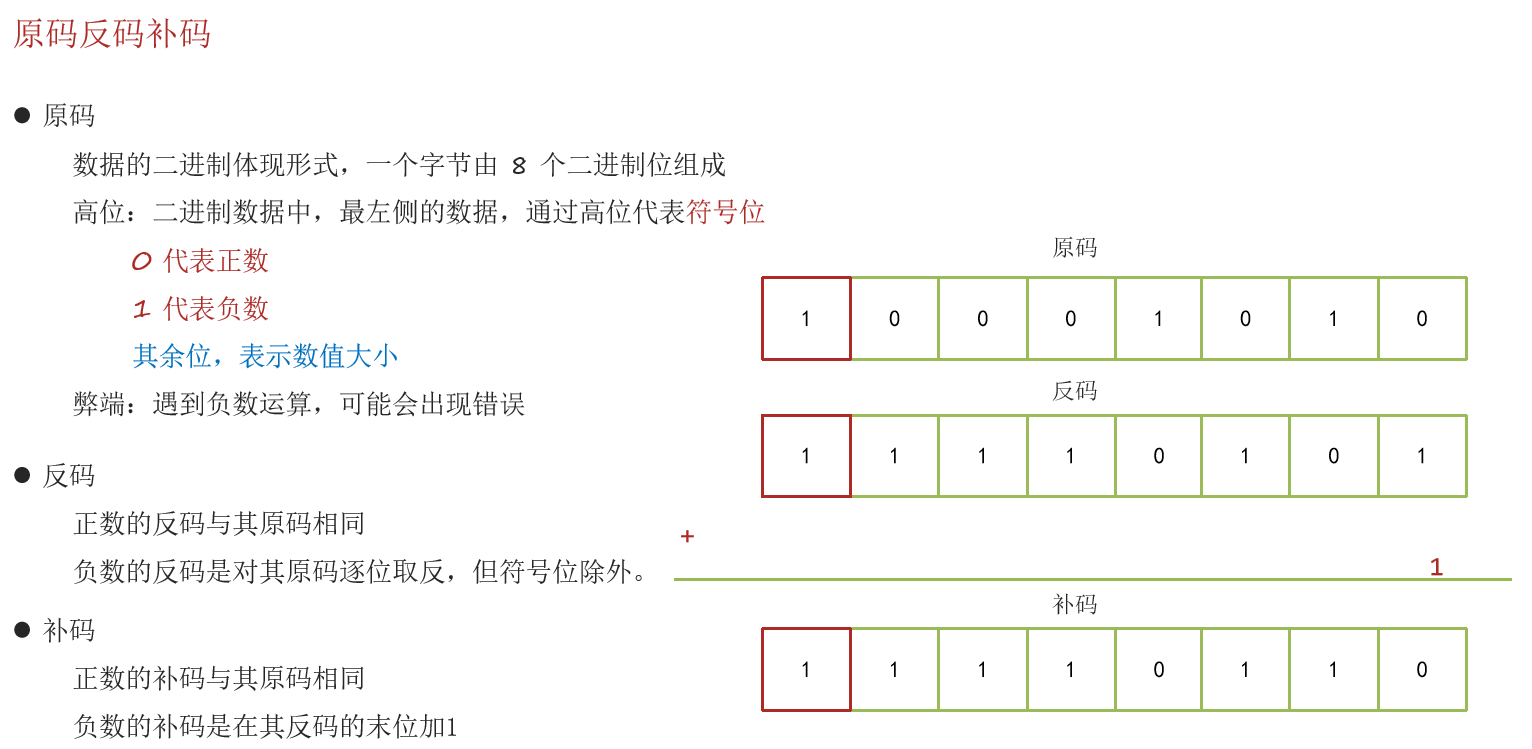 原码反码补码
● 原码
数据的二进制体现形式，一个字节由 8 个二进制位组成
高位：二进制数据中，最左侧的数据，通过高位代表符号位
0 代表正数
1 代表负数
其余位，表示数值大小
弊端：遇到负数运算，可能会出现错误
● 反码
正数的反码与其原码相同
负数的反码是对其原码逐位取反，但符号位除外。
● 补码
正数的补码与其原码相同
负数的补码是在其反码的末位加1
原码
1 0 0 0 1 0 1 0
反码
1 1 1 1 0 1 0 1
+ 1
补码
1 1 1 1 0 1 1 0